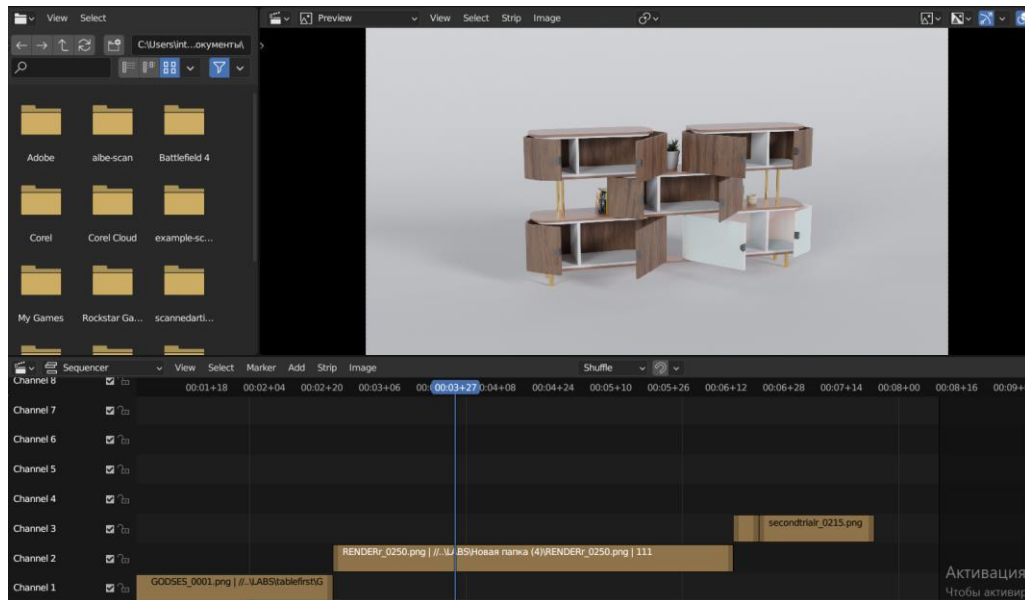 View Select
Preview View Select Strip Image
C:\Users\int...окументы\
Adobe albe-scan Battlefield 4
Corel Corel Cloud example-sc...
My Games Rockstar Ga... scannedarti...
Sequencer View Select Marker Add Strip Image Shuffle
Channel 8 00:01+18 00:02+04 00:02+20 00:03+06 00:03+27 0:04+08 00:04+24 00:05+10 00:05+26 00:06+12 00:06+28 00:07+14 00:08+00 00:08+16 00:09+
Channel 7
Channel 6
Channel 5
Channel 4
Channel 3 secondtrialr_0215.png
Channel 2 RENDERr_0250.png | //..\LABS\Новая папка (4)\RENDERr_0250.png | 111
Channel 1 GODSES_0001.png | //..\LABS\tablefirst\G
Активация
Чтобы активир